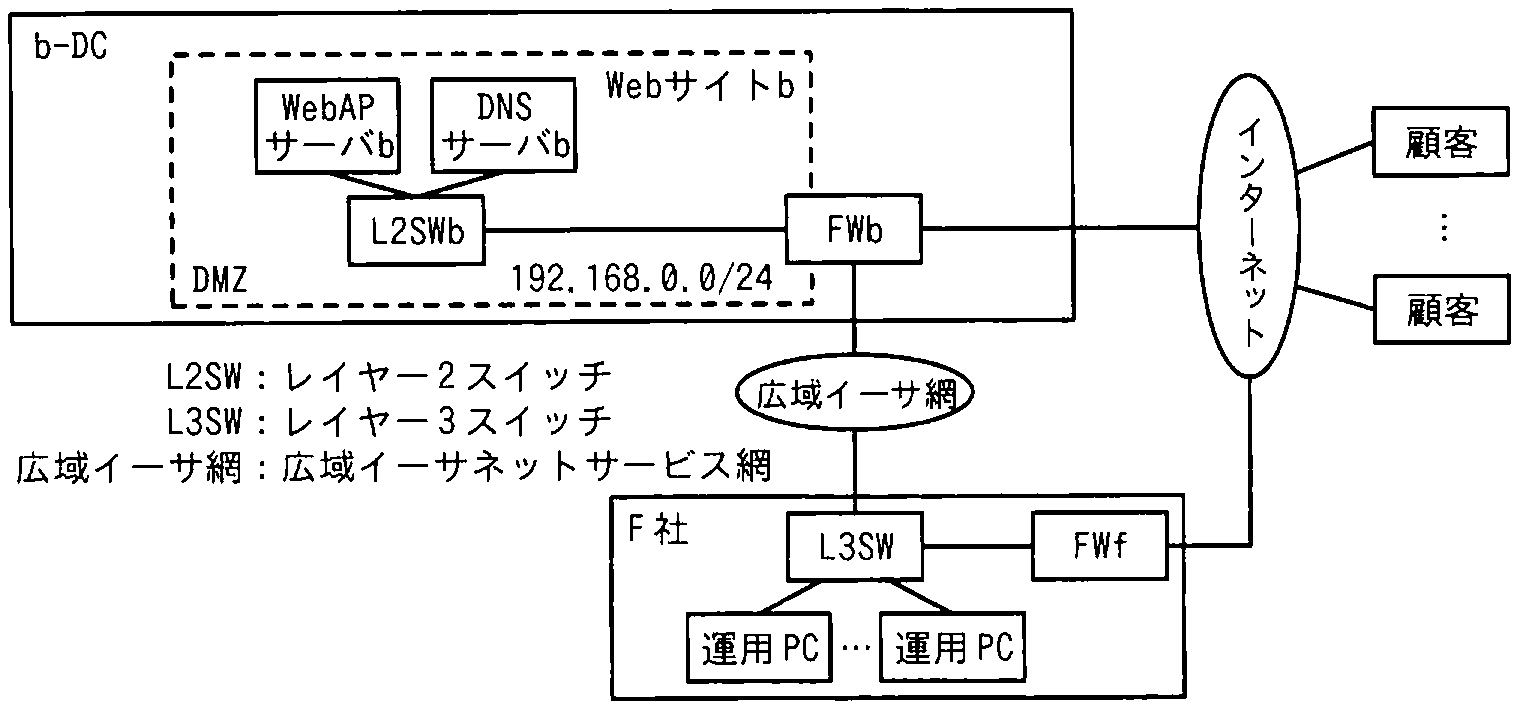 b-DC
Webサイトb
WebAP
サーバb
DNS
サーバb
L2SWb
FWb
DMZ
192.168.0.0/24
インターネット
顧客
⋮
顧客
L2SW：レイヤー2スイッチ
L3SW：レイヤー3スイッチ
広域イーサ網：広域イーサネットサービス網
広域イーサ網
F社
L3SW
FWf
運用PC … 運用PC